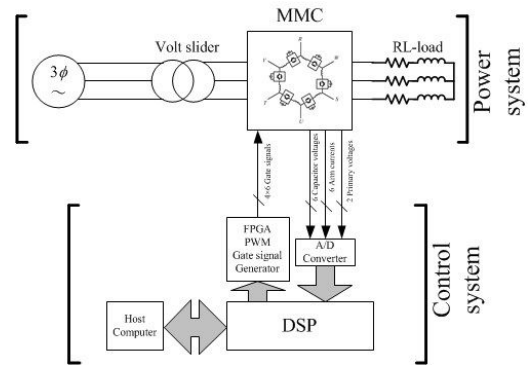 MMC
Volt slider
RL-load
3ϕ
~
R
V
W
T
S
U
Power
system
4×6 Gate signals
6 Capacitor voltages
6 Arm currents
2 Primary voltages
FPGA
PWM
Gate signal
Generator
A/D
Converter
Host
Computer
DSP
Control
system